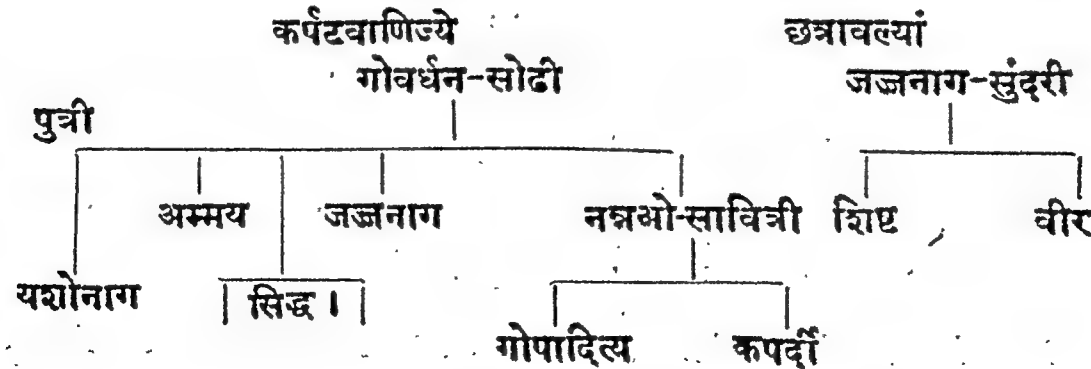 कर्पटवाणिज्ये छत्रावल्यां
गोवर्धन-सोढी जज्जनाग-सुंदरी
पुत्री
अम्मय जज्जनाग नन्नओ-सावित्री शिष्ट वीर
यशोनाग | सिद्ध । |
गोपादित्य कपर्दी